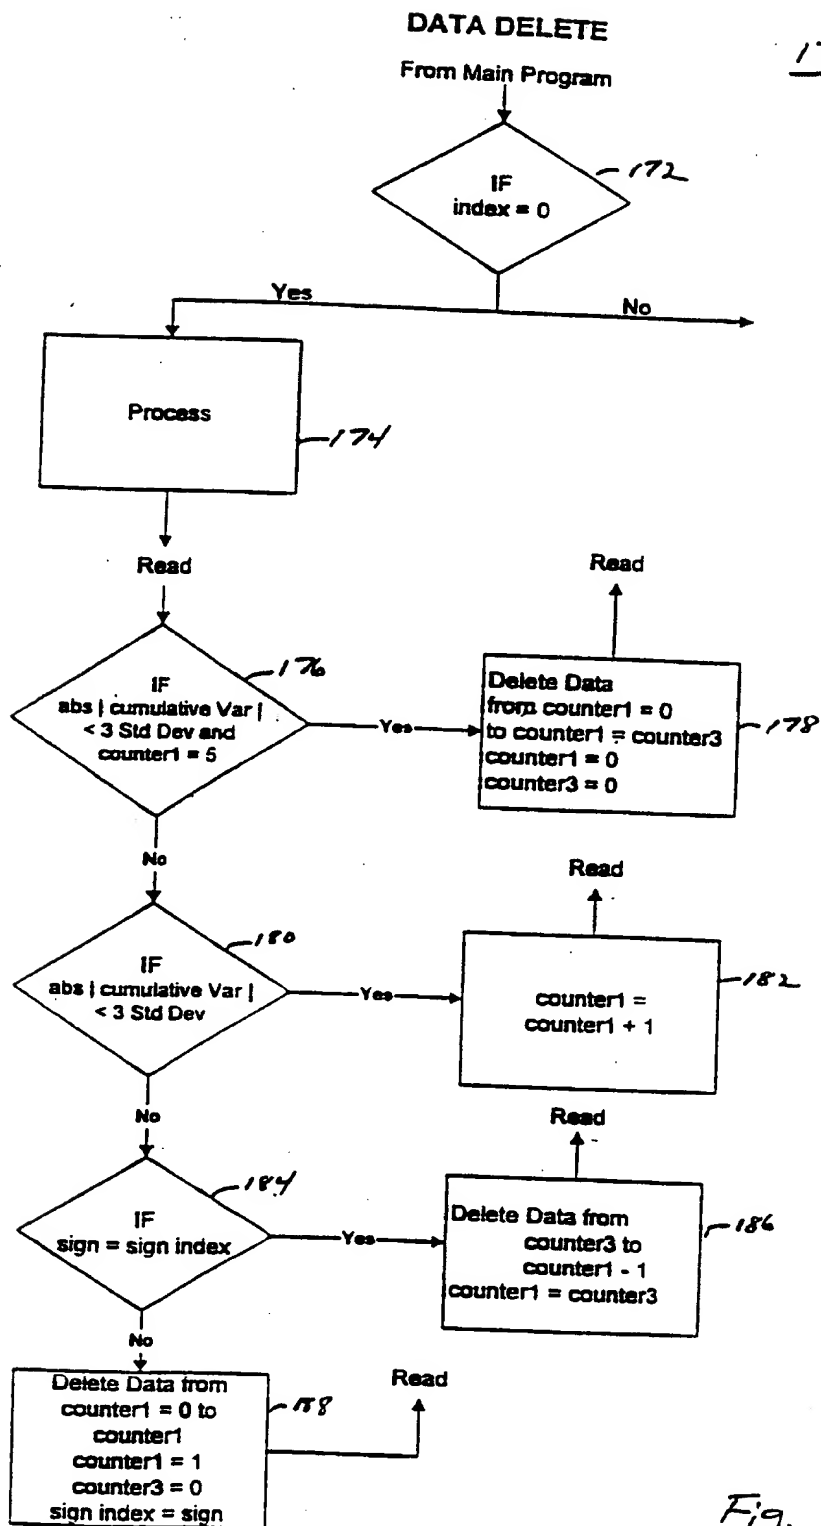 DATA DELETE
17
From Main Program
172
IF
index = 0
Yes
No
Process
174
Read
Read
176
IF
abs | cumulative Var |
< 3 Std Dev and
counter1 = 5
Yes
Delete Data
from counter1 = 0
to counter1 = counter3
counter1 = 0
counter3 = 0
178
No
Read
180
IF
abs | cumulative Var |
< 3 Std Dev
Yes
counter1 =
counter1 + 1
182
No
Read
184
IF
sign = sign index
Yes
Delete Data from
counter3 to
counter1 - 1
counter1 = counter3
186
No
Delete Data from
counter1 = 0 to
counter1
counter1 = 1
counter3 = 0
sign index = sign
188
Read
Fig.